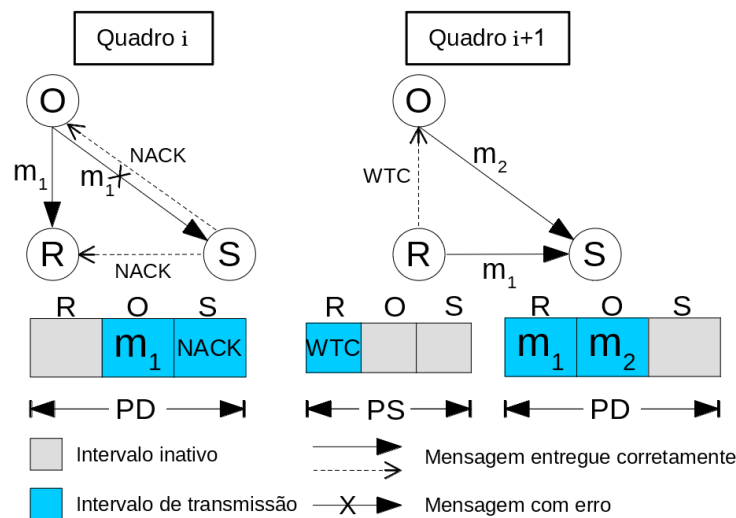 Quadro i
Quadro i+1
O
O
NACK
m1
m1
X
m2
WTC
R
S
R
S
NACK
m1
R O S
R O S
R O S
m1
NACK
WTC
m1
m2
PD
PS
PD
Intervalo inativo
Mensagem entregue corretamente
Intervalo de transmissão
X
Mensagem com erro